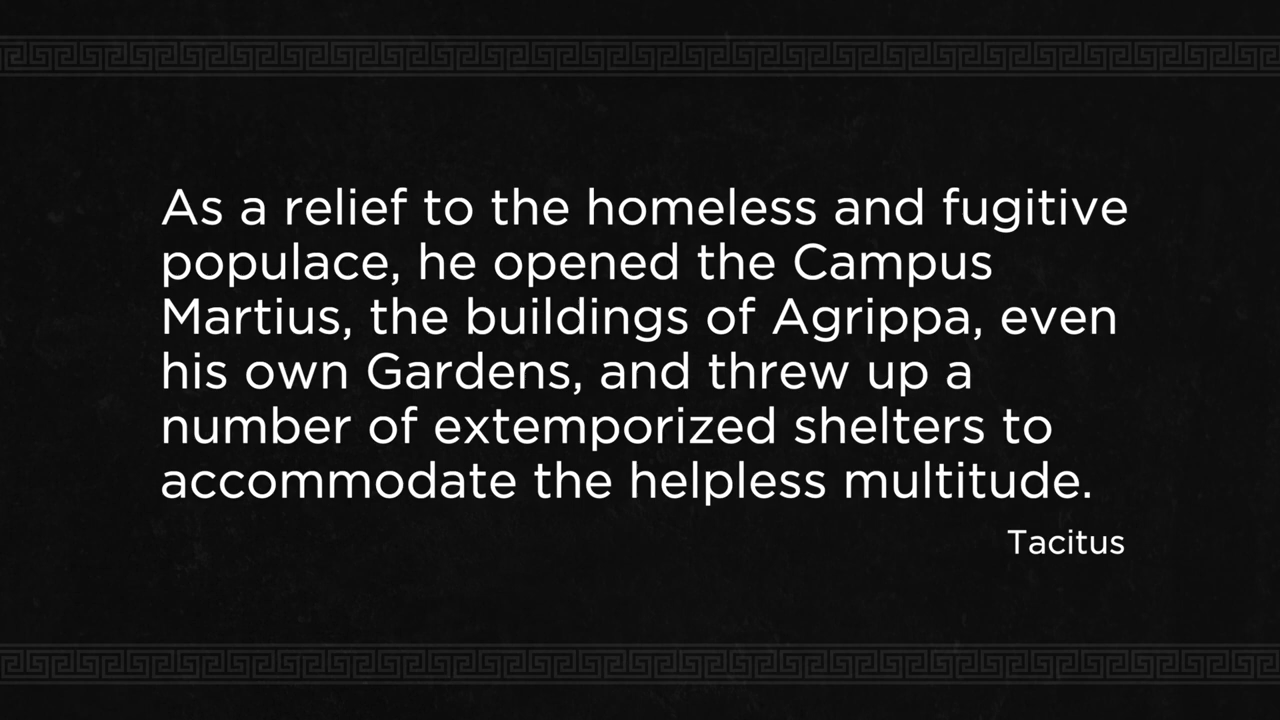 As a relief to the homeless and fugitive
populace, he opened the Campus
Martius, the buildings of Agrippa, even
his own Gardens, and threw up a
number of extemporized shelters to
accommodate the helpless multitude.
Tacitus